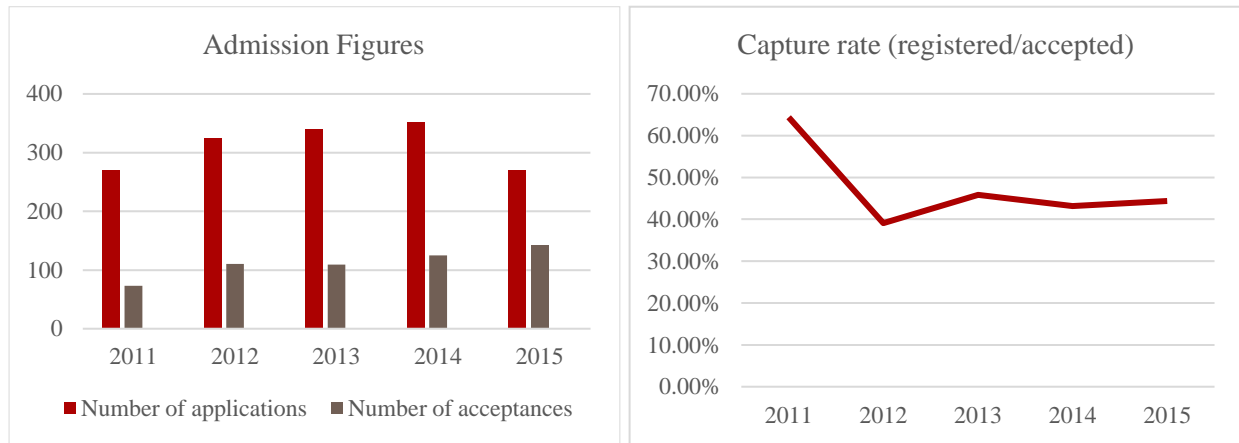 Admission Figures
400
300
200
100
0
2011 2012 2013 2014 2015
Number of applications Number of acceptances
Capture rate (registered/accepted)
70.00%
60.00%
50.00%
40.00%
30.00%
20.00%
10.00%
0.00%
2011 2012 2013 2014 2015